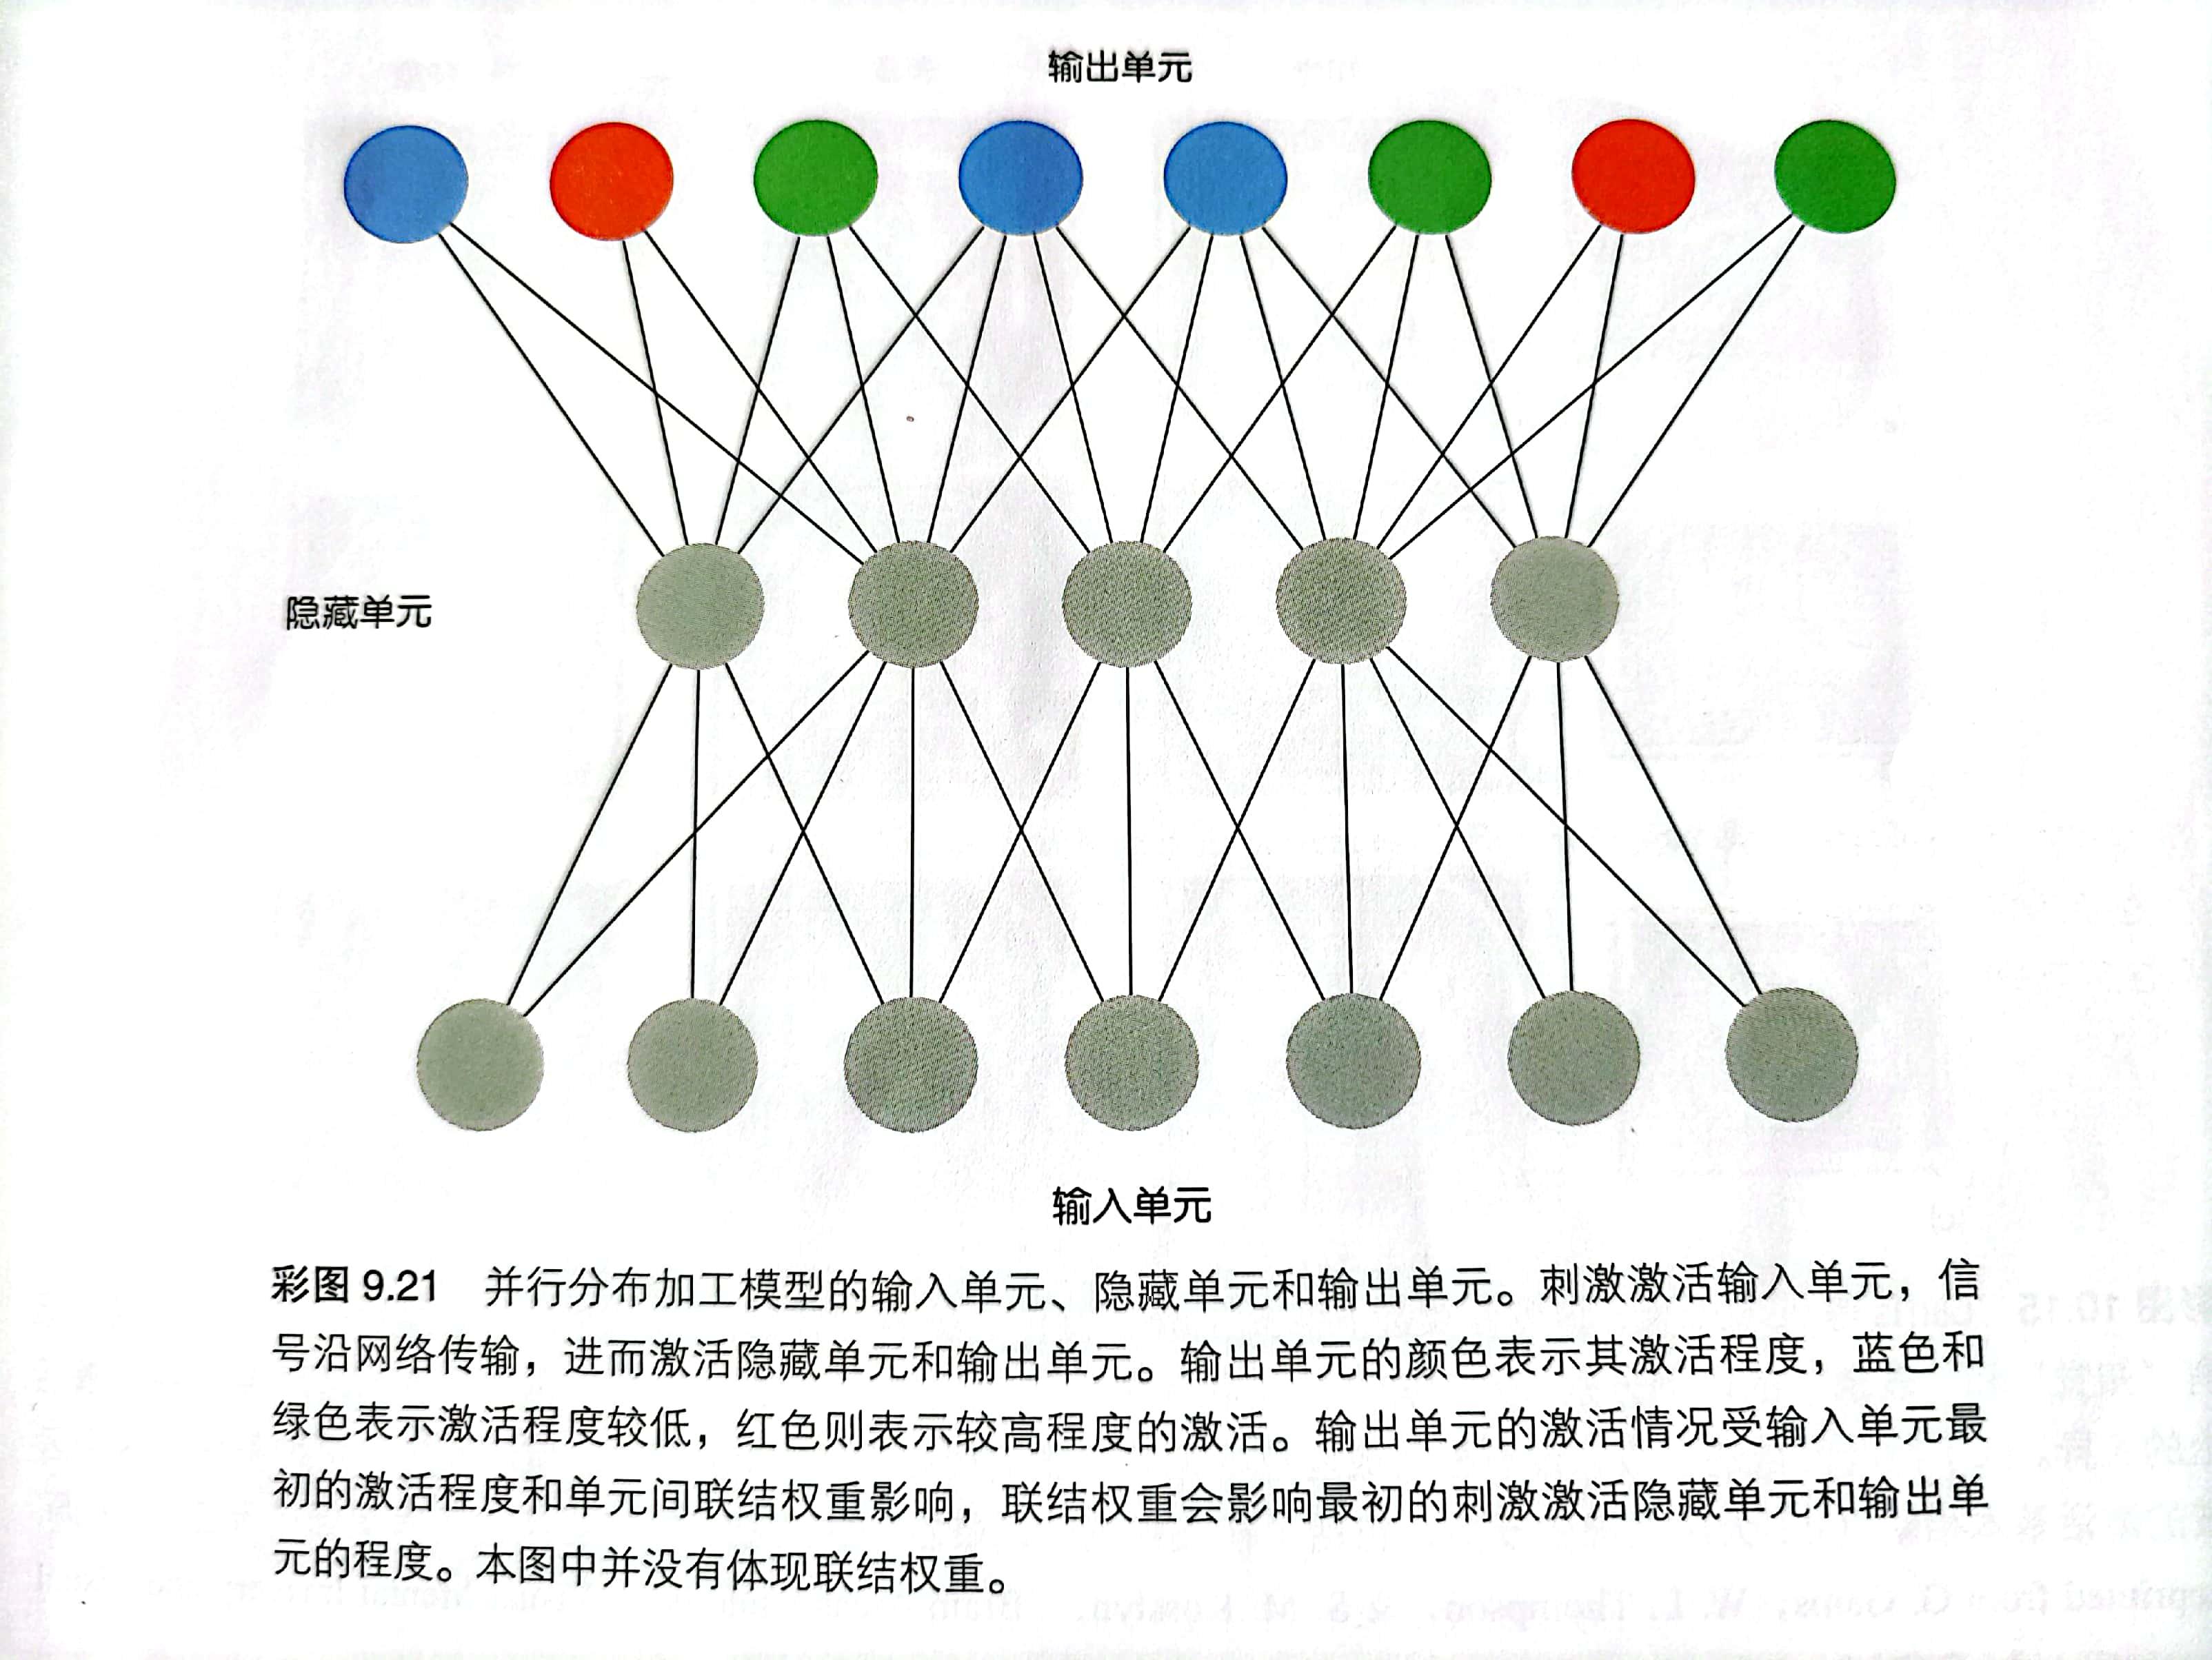 输出单元
隐藏单元
输入单元
彩图 9.21 并行分布加工模型的输入单元、隐藏单元和输出单元。刺激激活输入单元，信
号沿网络传输，进而激活隐藏单元和输出单元。输出单元的颜色表示其激活程度，蓝色和
绿色表示激活程度较低，红色则表示较高程度的激活。输出单元的激活情况受输入单元最
初的激活程度和单元间联结权重影响，联结权重会影响最初的刺激激活隐藏单元和输出单
元的程度。本图中并没有体现联结权重。